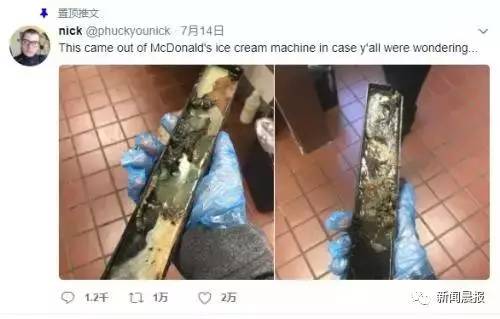 置顶推文
nick @phuckyounick · 7月14日
This came out of McDonald's ice cream machine in case y'all were wondering...
1.2千 1万 2万
新闻晨报